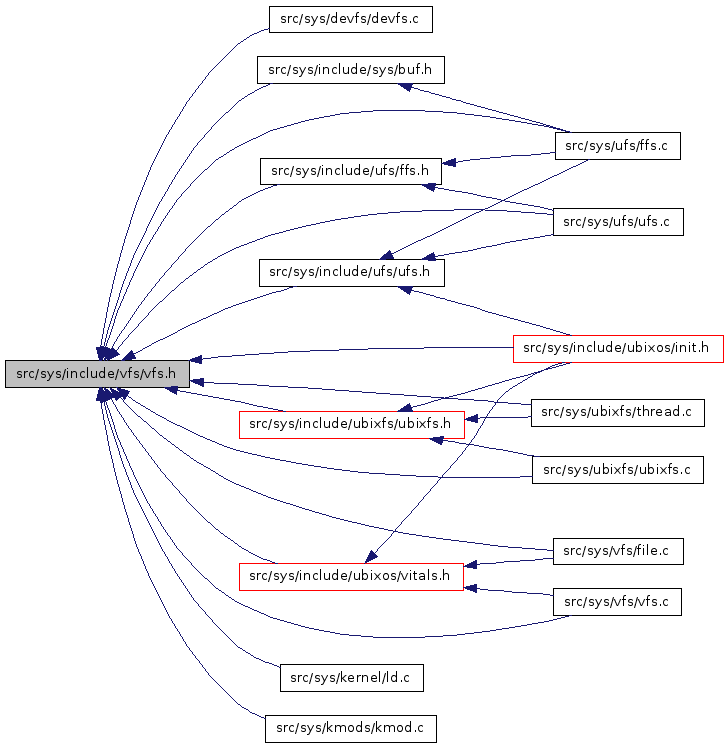 src/sys/devfs/devfs.c
src/sys/include/sys/buf.h
src/sys/ufs/ffs.c
src/sys/include/ufs/ffs.h
src/sys/ufs/ufs.c
src/sys/include/ufs/ufs.h
src/sys/include/ubixos/init.h
src/sys/include/vfs/vfs.h
src/sys/ubixfs/thread.c
src/sys/include/ubixfs/ubixfs.h
src/sys/ubixfs/ubixfs.c
src/sys/vfs/file.c
src/sys/include/ubixos/vitals.h
src/sys/vfs/vfs.c
src/sys/kernel/ld.c
src/sys/kmods/kmod.c